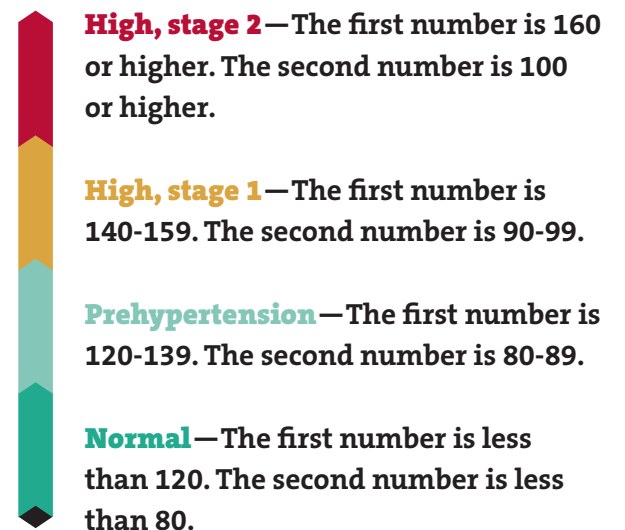 High, stage 2—The first number is 160
or higher. The second number is 100
or higher.
High, stage 1—The first number is
140-159. The second number is 90-99.
Prehypertension—The first number is
120-139. The second number is 80-89.
Normal—The first number is less
than 120. The second number is less
than 80.